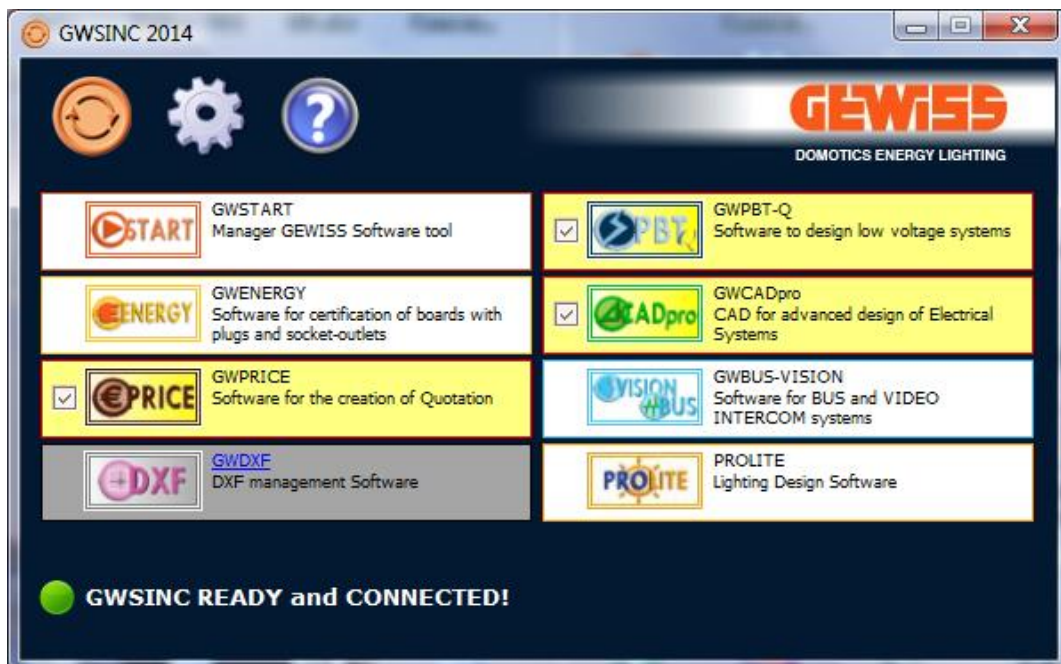 GWSINC 2014
GEWISS
DOMOTICS ENERGY LIGHTING
START
GWSTART
Manager GEWISS Software tool
PBT Q
GWPBT-Q
Software to design low voltage systems
ENERGY
GWENERGY
Software for certification of boards with
plugs and socket-outlets
CADpro
GWCADpro
CAD for advanced design of Electrical
Systems
€PRICE
GWPRICE
Software for the creation of Quotation
VISION
BUS
GWBUS-VISION
Software for BUS and VIDEO
INTERCOM systems
DXF
GWDXF
DXF management Software
PROLITE
PROLITE
Lighting Design Software
GWSINC READY and CONNECTED!